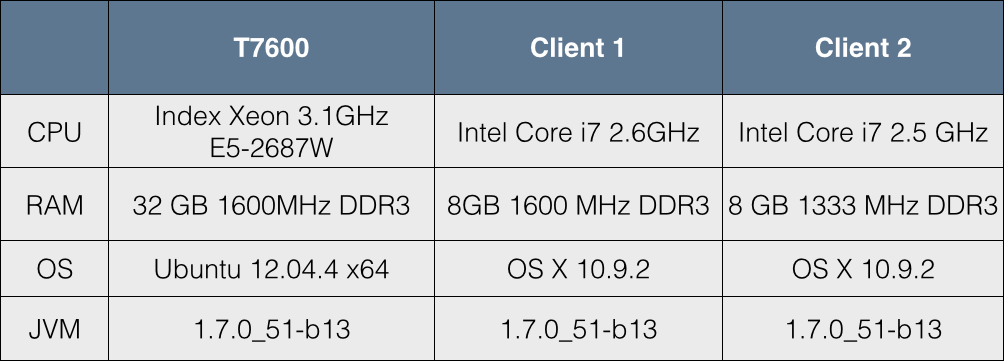 T7600 Client 1 Client 2
CPU Index Xeon 3.1GHz E5-2687W Intel Core i7 2.6GHz Intel Core i7 2.5 GHz
RAM 32 GB 1600MHz DDR3 8GB 1600 MHz DDR3 8 GB 1333 MHz DDR3
OS Ubuntu 12.04.4 x64 OS X 10.9.2 OS X 10.9.2
JVM 1.7.0_51-b13 1.7.0_51-b13 1.7.0_51-b13